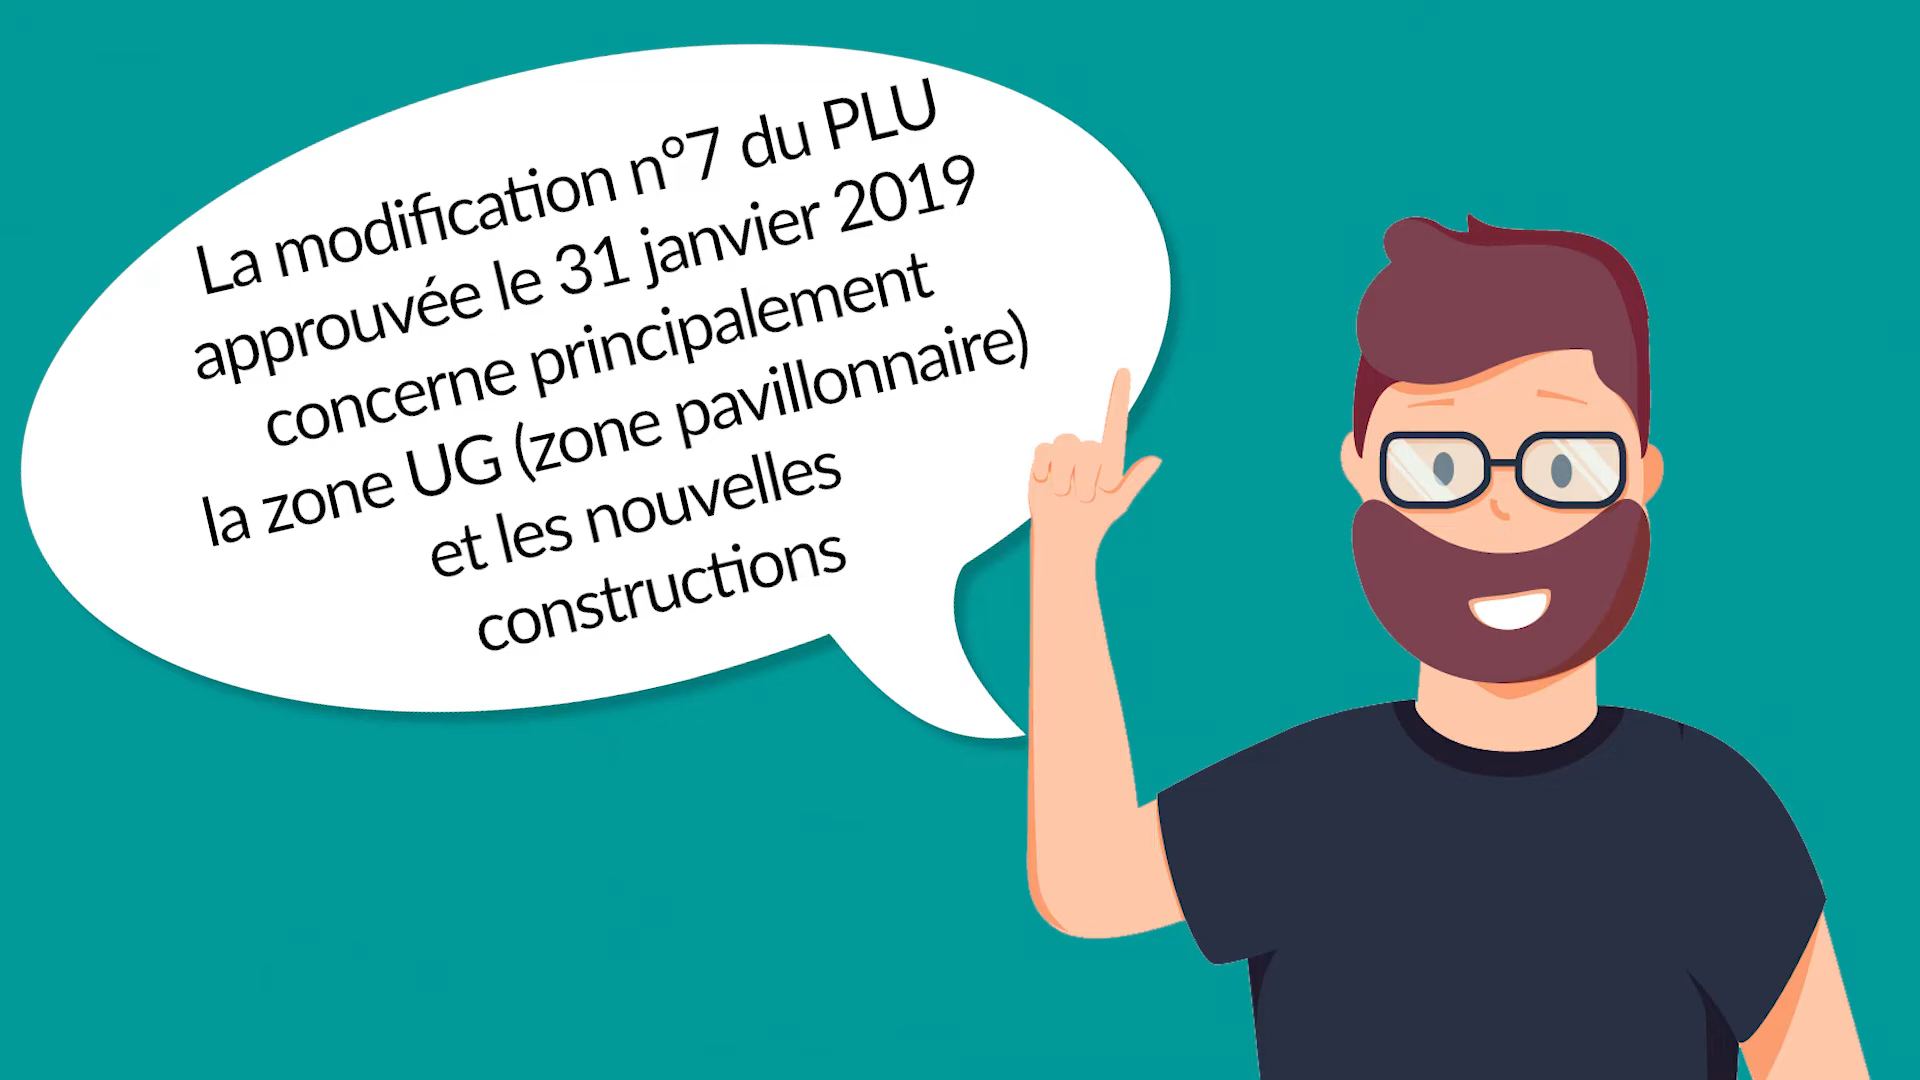 La modification n°7 du PLU
approuvée le 31 janvier 2019
concerne principalement
la zone UG (zone pavillonnaire)
et les nouvelles
constructions